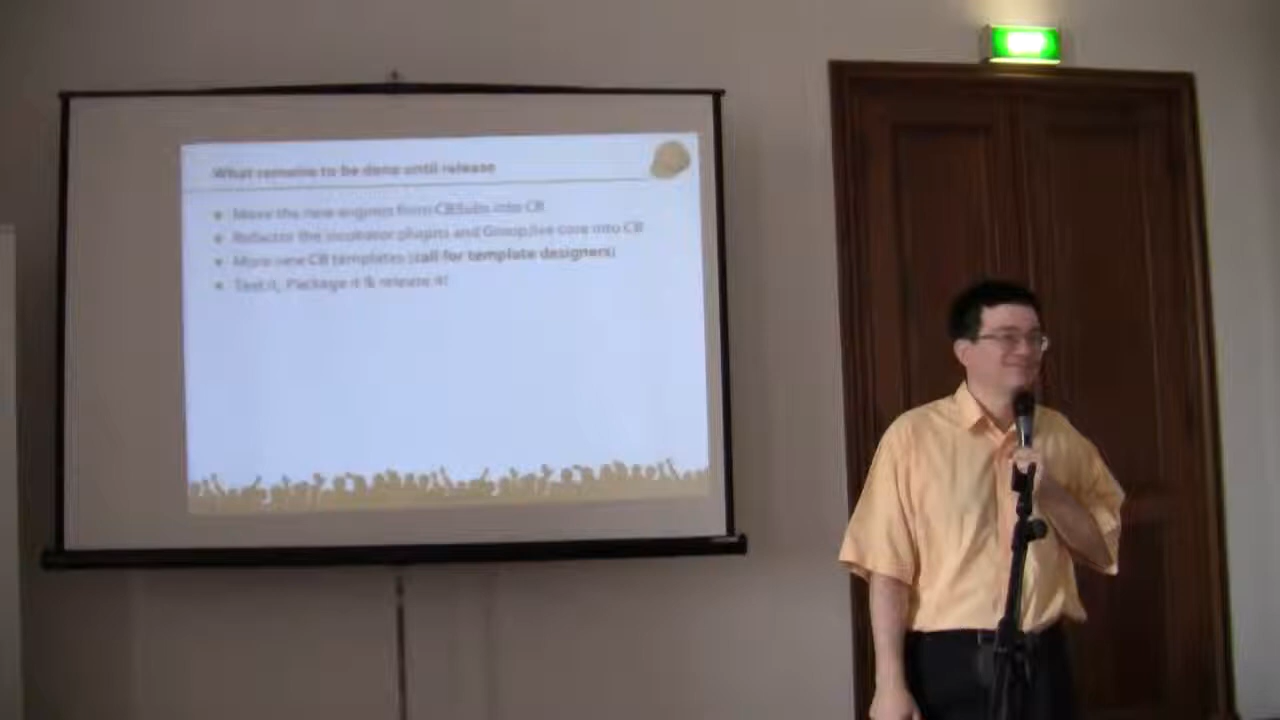 What remains to be done until release
Move the new engines from CBSubs into CB
Refactor the incubator plugins and GroupJive core into CB
More new CB templates (call for template designers)
Test it, Package it & release it!